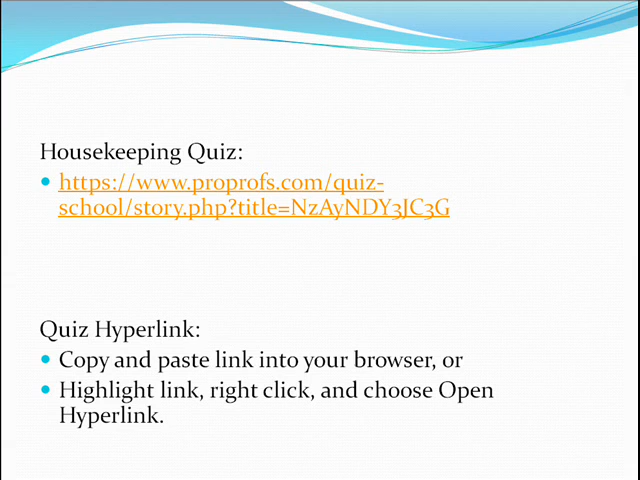 Housekeeping Quiz:
https://www.proprofs.com/quiz-
school/story.php?title=NzAyNDY3JC3G
Quiz Hyperlink:
Copy and paste link into your browser, or
Highlight link, right click, and choose Open
Hyperlink.